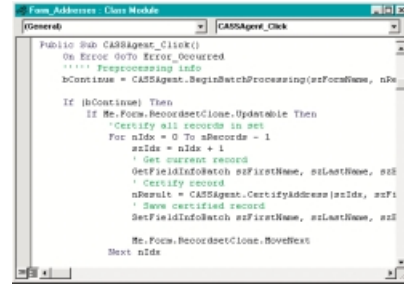 Form_Addresses : Class Module
(General) CASSAgent_Click
Public Sub CASSAgent_Click()
On Error GoTo Error_Occurred
''''' Preprocessing info
bContinue = CASSAgent.BeginBatchProcessing(szFormName, nRe
If (bContinue) Then
If Me.Form.RecordsetClone.Updatable Then
'Certify all records in set
For nIdx = 0 To nRecords - 1
szIdx = nIdx + 1
' Get current record
GetFieldInfoBatch szFirstName, szLastName, szE
' Certify record
nResult = CASSAgent.CertifyAddress(szIdx, szFi
' Save certified record
SetFieldInfoBatch szFirstName, szLastName, szE
Me.Form.RecordsetClone.MoveNext
Next nIdx